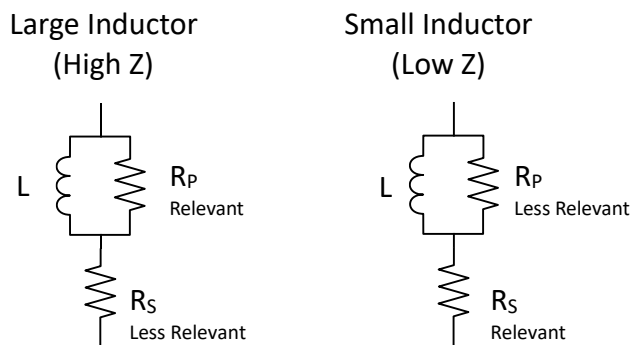 Large Inductor
(High Z)
L
RP
Relevant
RS
Less Relevant
Small Inductor
(Low Z)
L
RP
Less Relevant
RS
Relevant